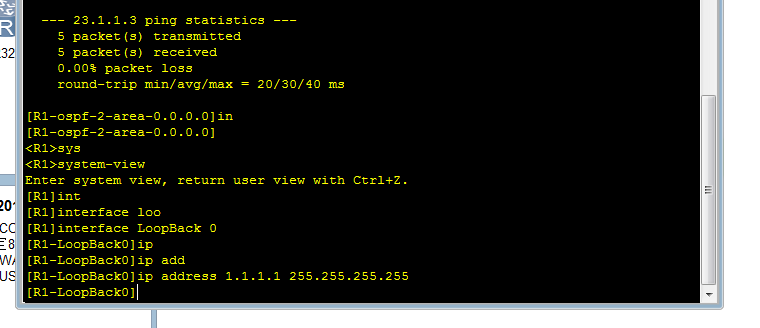 --- 23.1.1.3 ping statistics ---
5 packet(s) transmitted
5 packet(s) received
0.00% packet loss
round-trip min/avg/max = 20/30/40 ms
[R1-ospf-2-area-0.0.0.0]in
[R1-ospf-2-area-0.0.0.0]
<R1>sys
<R1>system-view
Enter system view, return user view with Ctrl+Z.
[R1]int
[R1]interface loo
[R1]interface LoopBack 0
[R1-LoopBack0]ip
[R1-LoopBack0]ip add
[R1-LoopBack0]ip address 1.1.1.1 255.255.255.255
[R1-LoopBack0]
R
132
201
CC
E8
WA
US